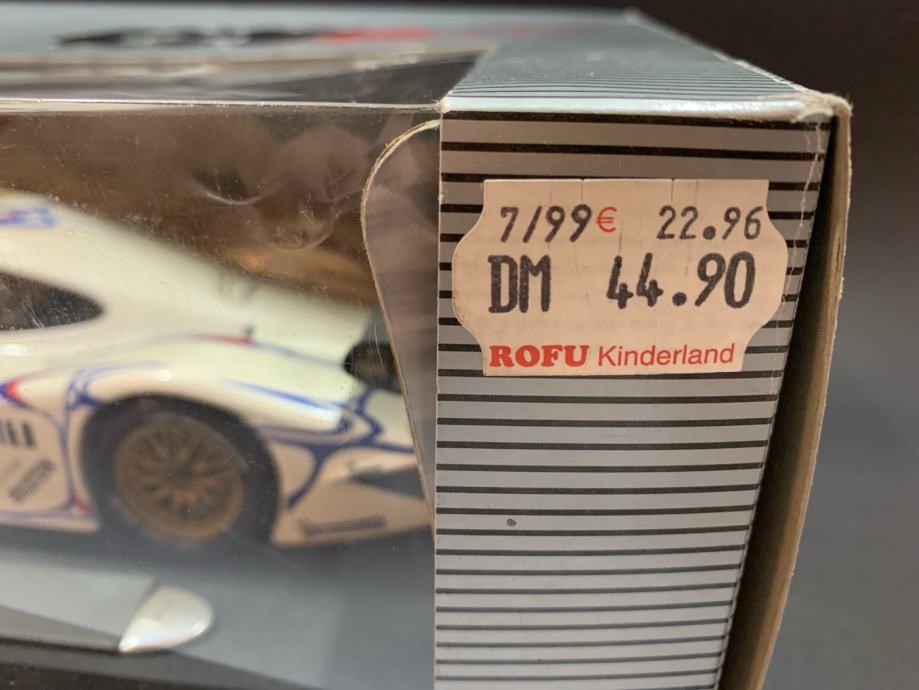 7/99€ 22.96
DM 44.90
ROFU Kinderland